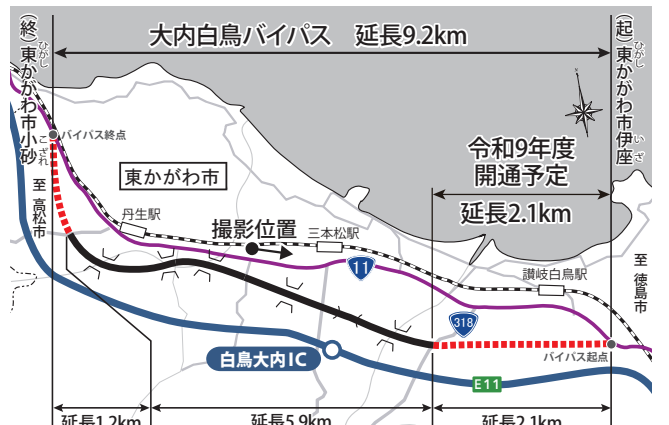 大内白鳥バイパス 延長9.2km
(終)東かがわ市小砂
ひがし
こざれ
至 高松市
(起)東かがわ市伊座
ひがし
いざ
至 徳島市
バイパス終点
東かがわ市
令和9年度
開通予定
延長2.1km
丹生駅
撮影位置
三本松駅
11
讃岐白鳥駅
318
白鳥大内IC
バイパス起点
E11
延長1.2km
延長5.9km
延長2.1km